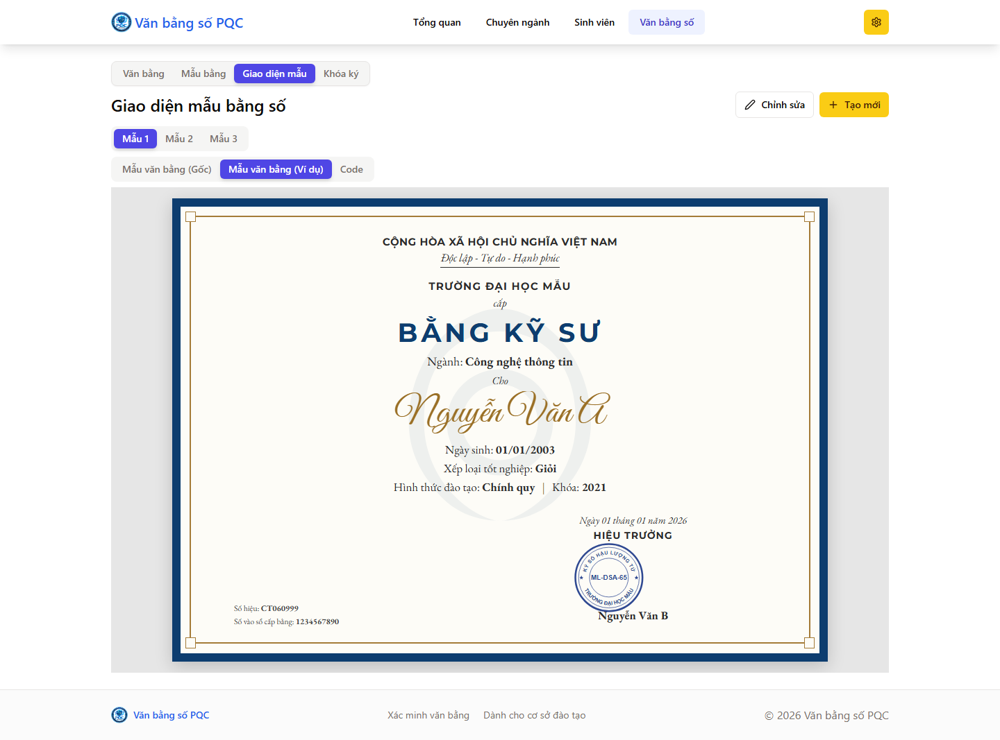 Văn bằng số PQC
Tổng quan
Chuyên ngành
Sinh viên
Văn bằng số
Văn bằng
Mẫu bằng
Giao diện mẫu
Khóa ký
Giao diện mẫu bằng số
Chỉnh sửa
Tạo mới
Mẫu 1
Mẫu 2
Mẫu 3
Mẫu văn bằng (Gốc)
Mẫu văn bằng (Ví dụ)
Code
CỘNG HÒA XÃ HỘI CHỦ NGHĨA VIỆT NAM
Độc lập - Tự do - Hạnh phúc
TRƯỜNG ĐẠI HỌC MẪU
cấp
BẰNG KỸ SƯ
Ngành: Công nghệ thông tin
Cho
Nguyễn Văn A
Ngày sinh: 01/01/2003
Xếp loại tốt nghiệp: Giỏi
Hình thức đào tạo: Chính quy | Khóa: 2021
Ngày 01 tháng 01 năm 2026
HIỆU TRƯỞNG
KÝ SỐ HẬU LƯỢNG TỬ
ML-DSA-65
TRƯỜNG ĐẠI HỌC MẪU
Nguyễn Văn B
Số hiệu: CT060999
Số vào sổ cấp bằng: 1234567890
Văn bằng số PQC
Xác minh văn bằng
Dành cho cơ sở đào tạo
© 2026 Văn bằng số PQC